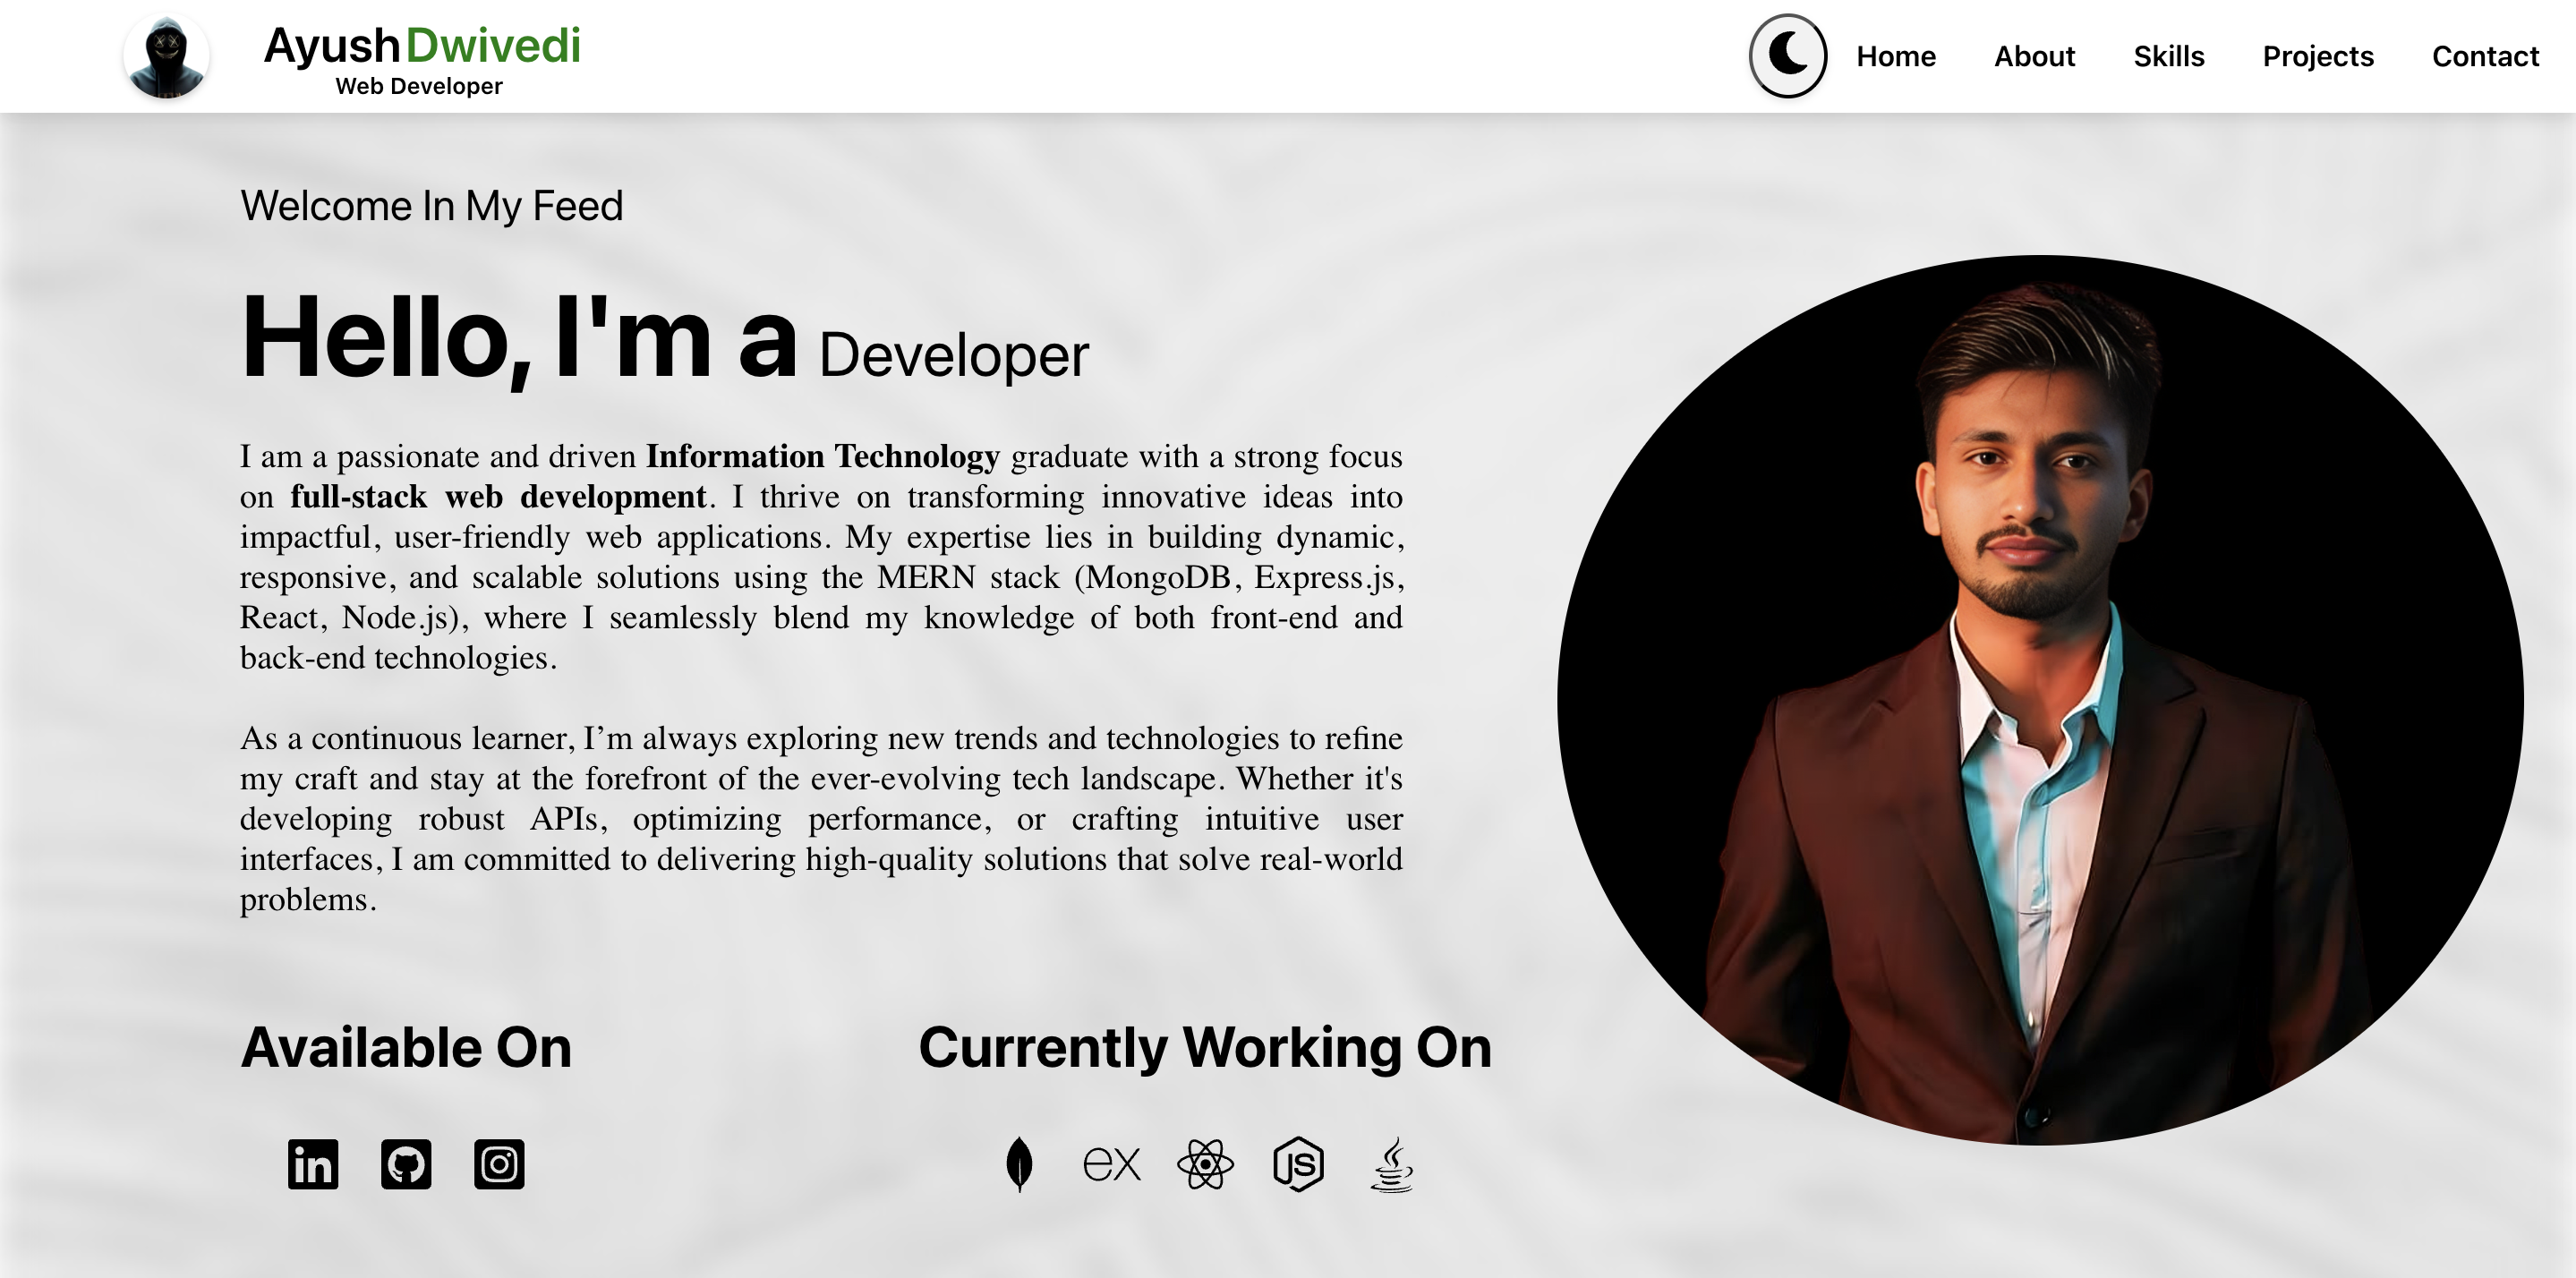 Ayush Dwivedi
Web Developer
Home About Skills Projects Contact
Welcome In My Feed
Hello, I'm a Developer
I am a passionate and driven Information Technology graduate with a strong focus
on full-stack web development. I thrive on transforming innovative ideas into
impactful, user-friendly web applications. My expertise lies in building dynamic,
responsive, and scalable solutions using the MERN stack (MongoDB, Express.js,
React, Node.js), where I seamlessly blend my knowledge of both front-end and
back-end technologies.
As a continuous learner, I’m always exploring new trends and technologies to refine
my craft and stay at the forefront of the ever-evolving tech landscape. Whether it's
developing robust APIs, optimizing performance, or crafting intuitive user
interfaces, I am committed to delivering high-quality solutions that solve real-world
problems.
Available On
Currently Working On
in
ex
JS